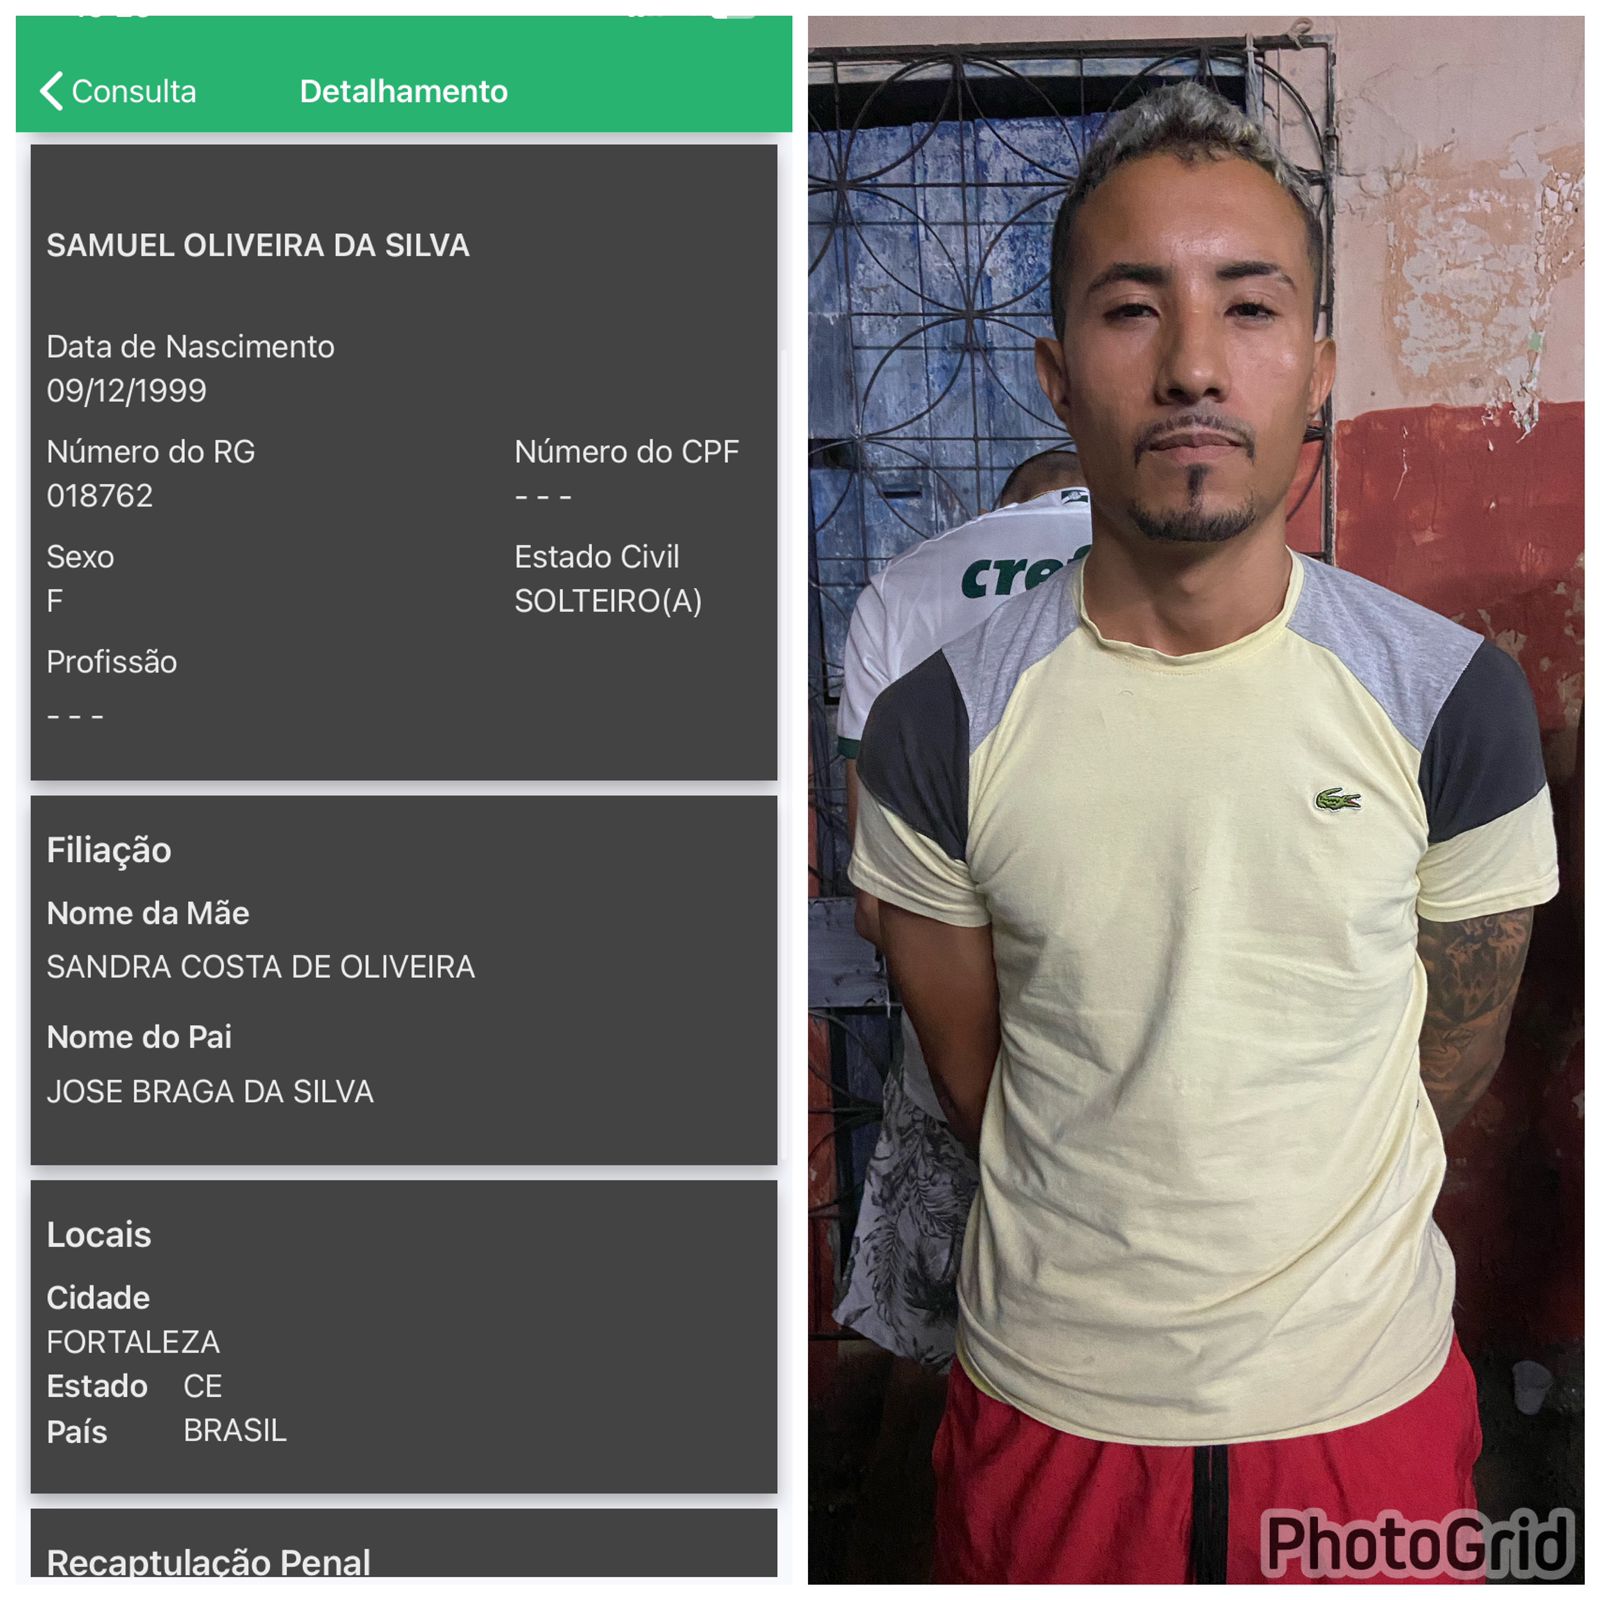 Consulta
Detalhamento
SAMUEL OLIVEIRA DA SILVA
Data de Nascimento
09/12/1999
Número do RG
Número do CPF
018762
- - -
Sexo
Estado Civil
F
SOLTEIRO(A)
Profissão
- - -
Filiação
Nome da Mãe
SANDRA COSTA DE OLIVEIRA
Nome do Pai
JOSE BRAGA DA SILVA
Locais
Cidade
FORTALEZA
Estado CE
País BRASIL
Recaptulação Penal
cre
PhotoGrid